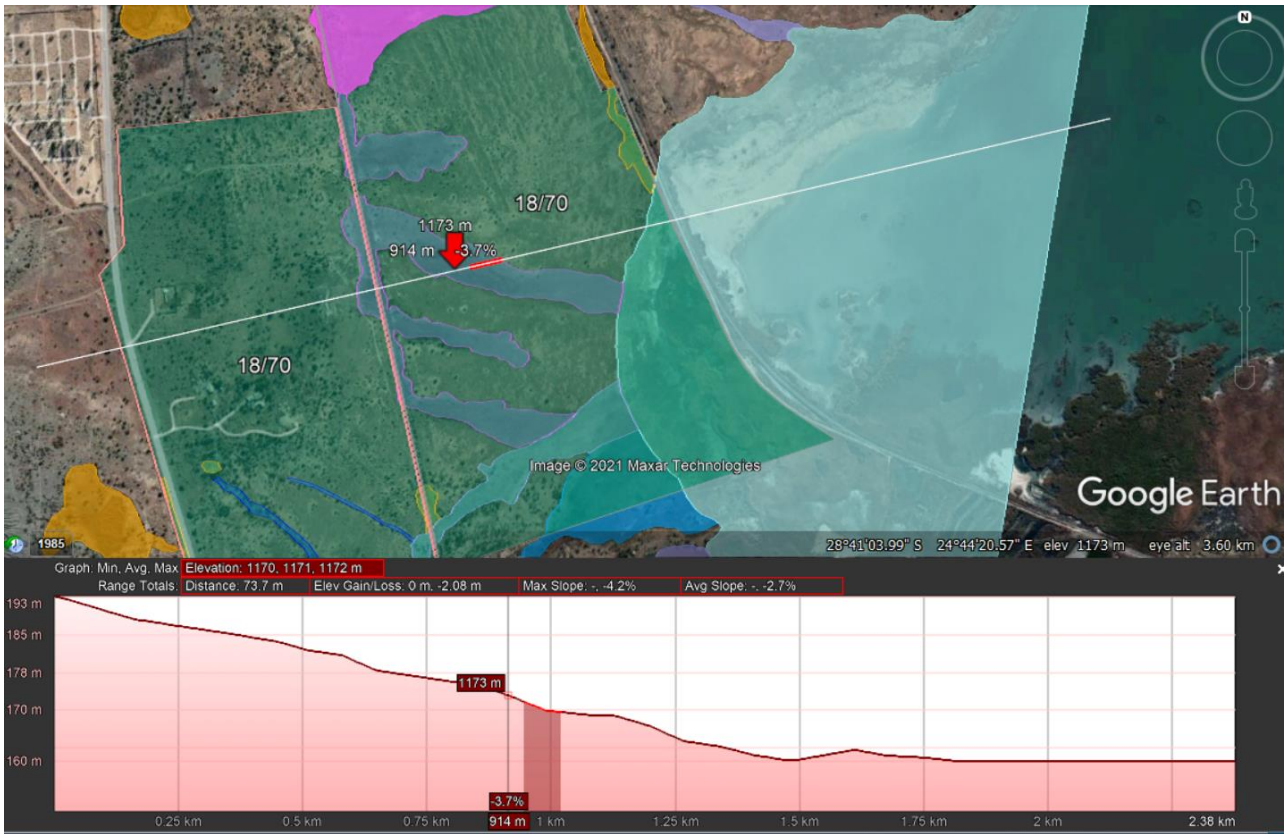 N
18/70
1173 m
914 m -3.7%
18/70
Image © 2021 Maxar Technologies
Google Earth
1985
28°41'03.99" S 24°44'20.57" E elev 1173 m eye alt 3.60 km
Graph: Min, Avg, Max Elevation: 1170, 1171, 1172 m
Range Totals: Distance: 73.7 m Elev Gain/Loss: 0 m, -2.08 m Max Slope: -, -4.2% Avg Slope: -, -2.7%
193 m
185 m
178 m
1173 m
170 m
160 m
-3.7%
0.25 km 0.5 km 0.75 km 914 m 1 km 1.25 km 1.5 km 1.75 km 2 km 2.38 km